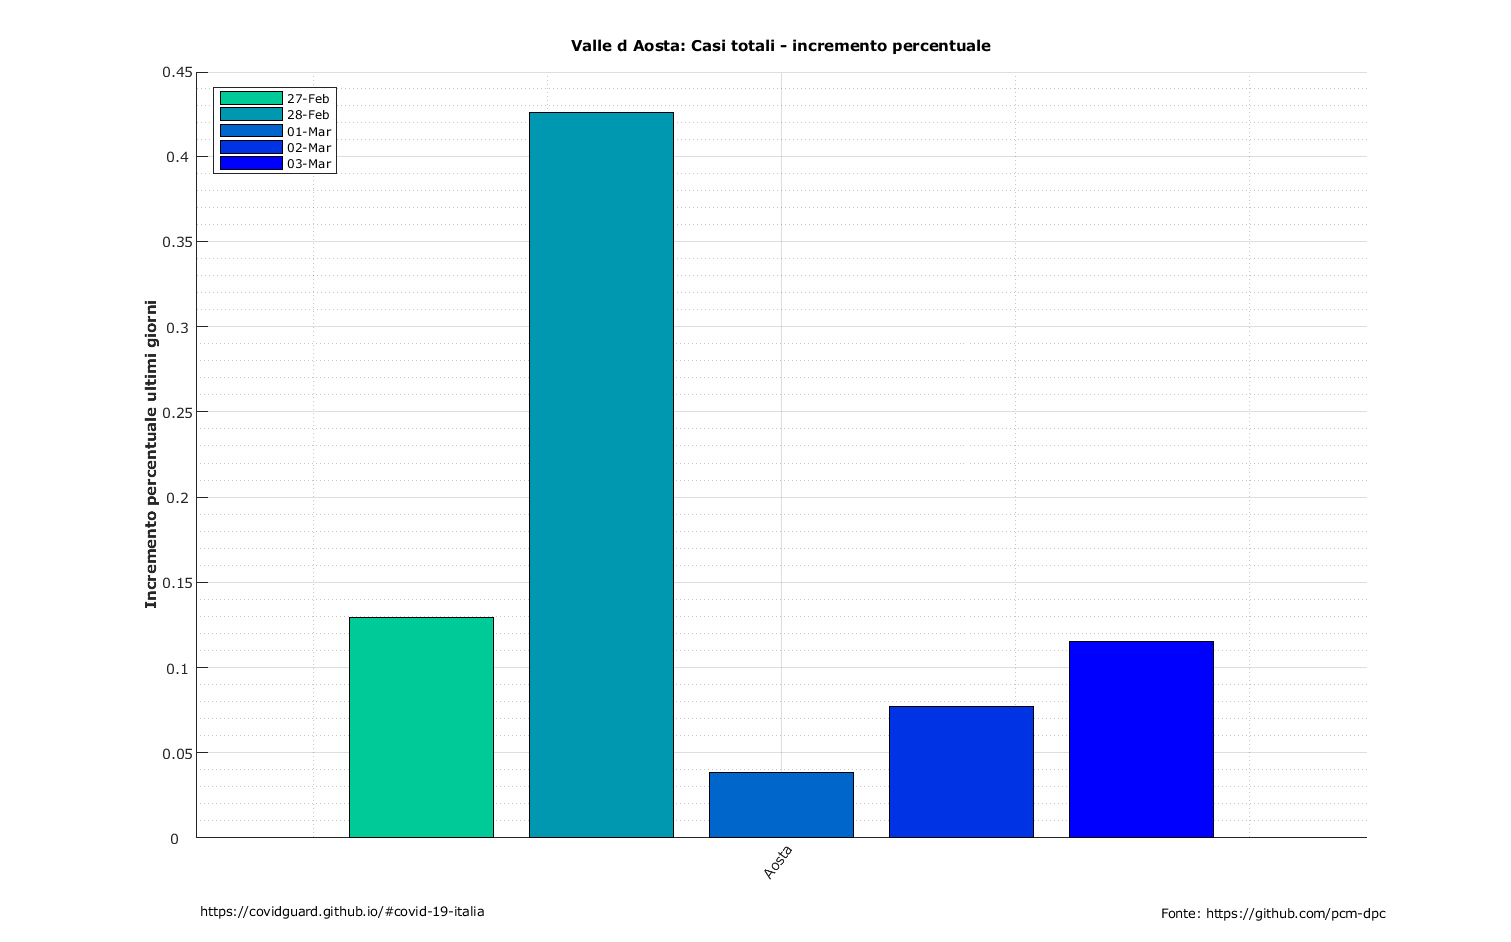 Valle d Aosta: Casi totali - incremento percentuale
0.45
0.4
0.35
0.3
0.25
0.2
0.15
0.1
0.05
0
Incremento percentuale ultimi giorni
27-Feb
28-Feb
01-Mar
02-Mar
03-Mar
Aosta
https://covidguard.github.io/#covid-19-italia
Fonte: https://github.com/pcm-dpc